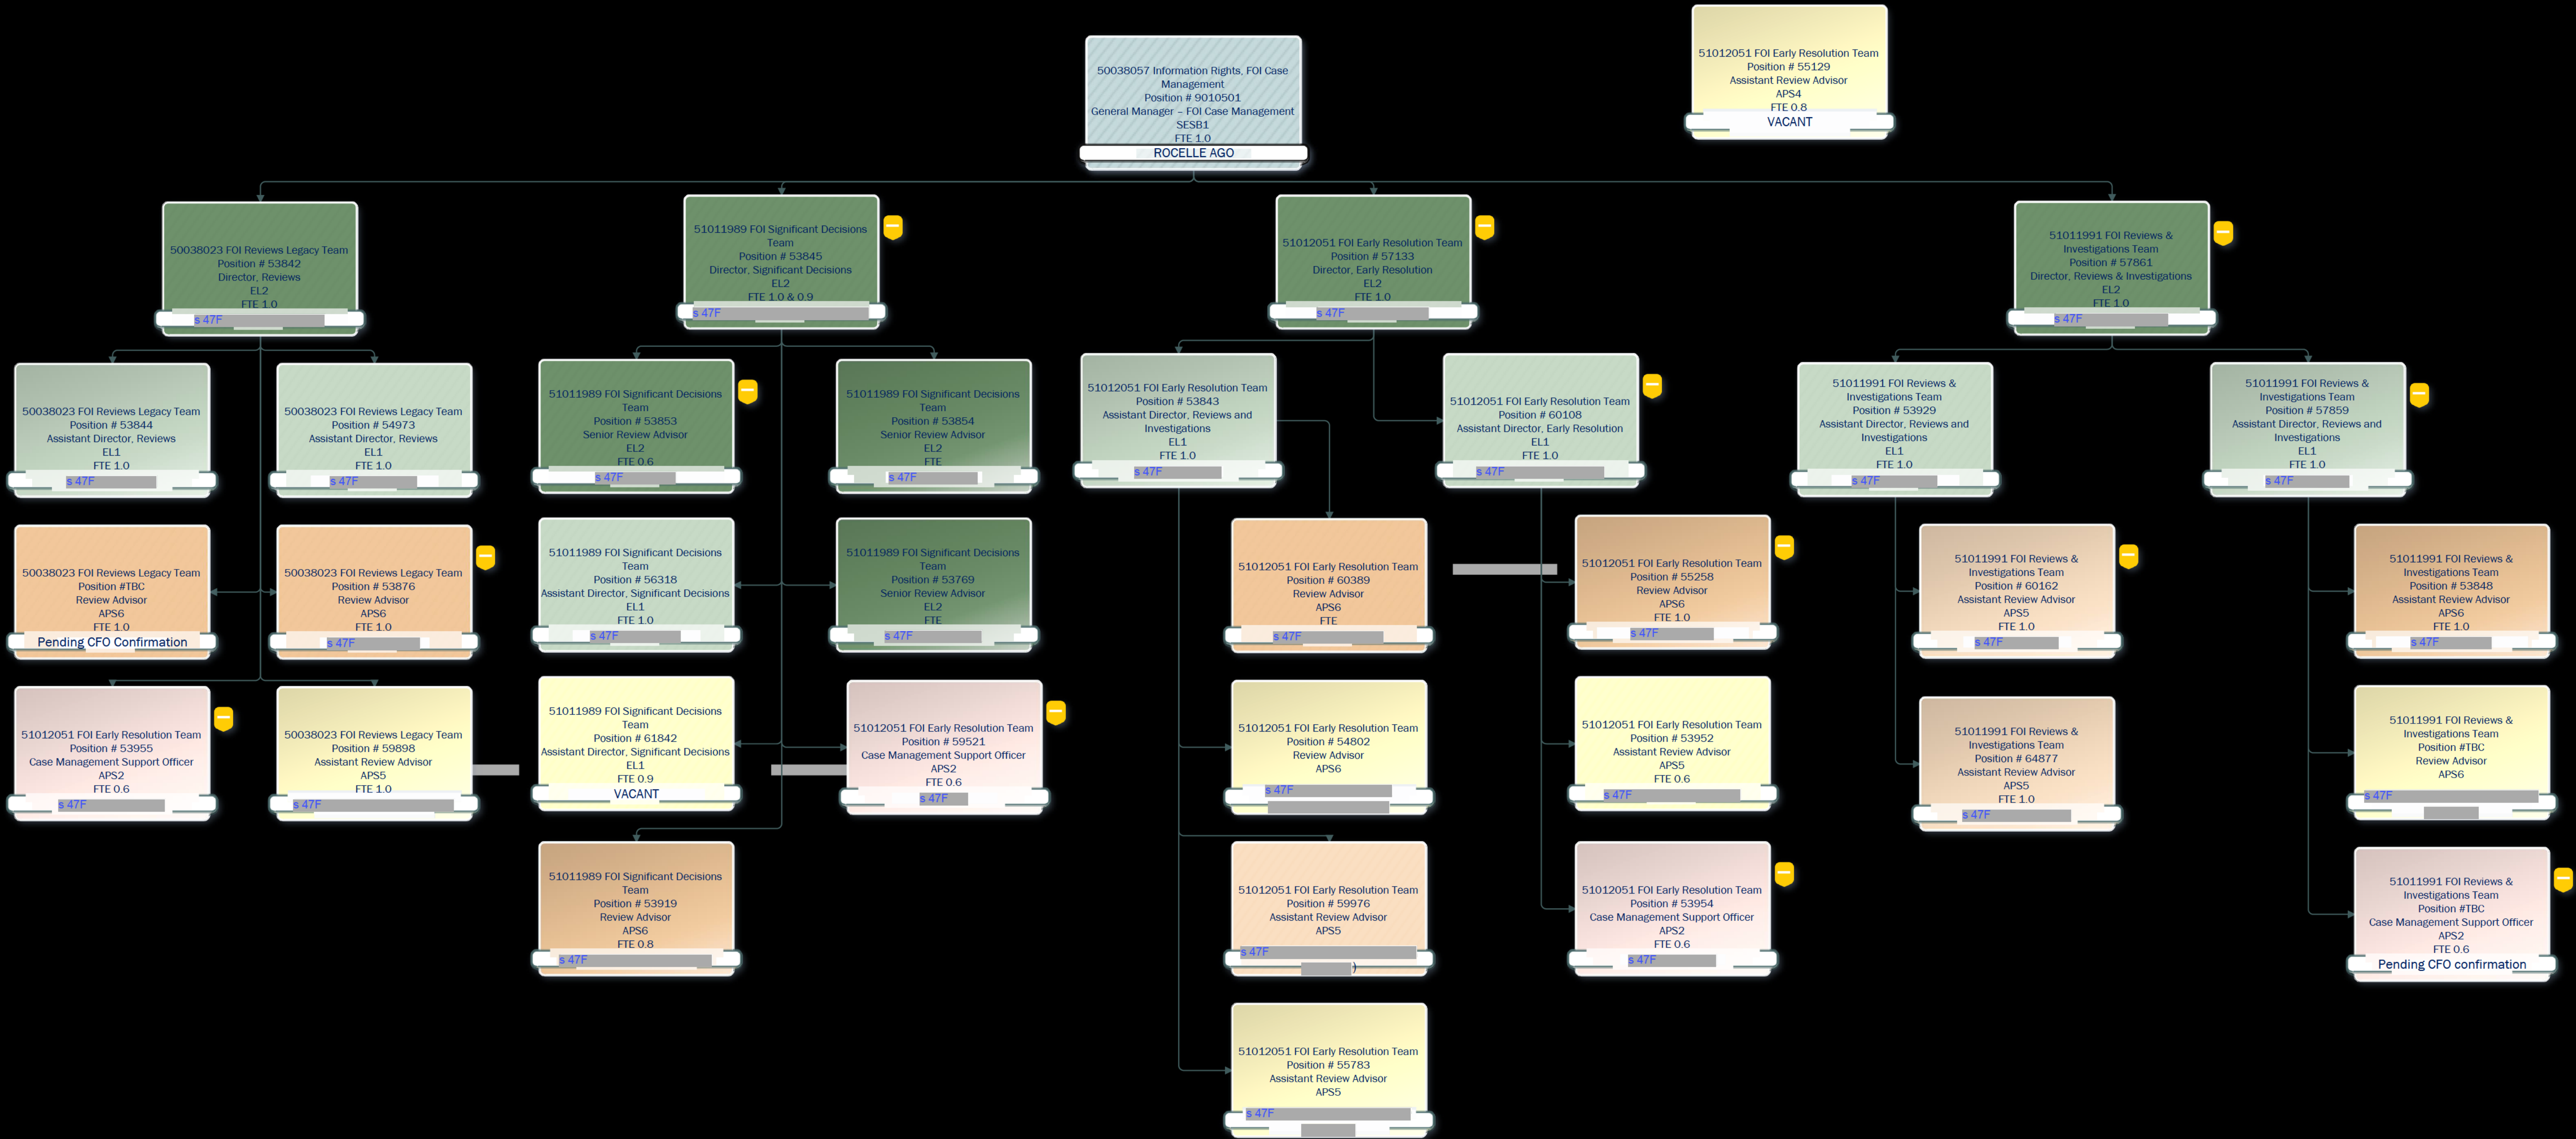 50038057 Information Rights, FOI Case
Management
Position # 9010501
General Manager – FOI Case Management
SESB1
FTE 1.0
ROCELLE AGO
51012051 FOI Early Resolution Team
Position # 55129
Assistant Review Advisor
APS4
FTE 0.8
VACANT
50038023 FOI Reviews Legacy Team
Position # 53842
Director, Reviews
EL2
FTE 1.0
s 47F
51011989 FOI Significant Decisions
Team
Position # 53845
Director, Significant Decisions
EL2
FTE 1.0 & 0.9
s 47F
51012051 FOI Early Resolution Team
Position # 57133
Director, Early Resolution
EL2
FTE 1.0
s 47F
51011991 FOI Reviews &
Investigations Team
Position # 57861
Director, Reviews & Investigations
EL2
FTE 1.0
s 47F
50038023 FOI Reviews Legacy Team
Position # 53844
Assistant Director, Reviews
EL1
FTE 1.0
s 47F
50038023 FOI Reviews Legacy Team
Position # 54973
Assistant Director, Reviews
EL1
FTE 1.0
s 47F
51011989 FOI Significant Decisions
Team
Position # 53853
Senior Review Advisor
EL2
FTE 0.6
s 47F
51011989 FOI Significant Decisions
Team
Position # 53854
Senior Review Advisor
EL2
FTE
s 47F
51012051 FOI Early Resolution Team
Position # 53843
Assistant Director, Reviews and
Investigations
EL1
FTE 1.0
s 47F
51012051 FOI Early Resolution Team
Position # 60108
Assistant Director, Early Resolution
EL1
FTE 1.0
s 47F
51011991 FOI Reviews &
Investigations Team
Position # 53929
Assistant Director, Reviews and
Investigations
EL1
FTE 1.0
s 47F
51011991 FOI Reviews &
Investigations Team
Position # 57859
Assistant Director, Reviews and
Investigations
EL1
FTE 1.0
s 47F
50038023 FOI Reviews Legacy Team
Position #TBC
Review Advisor
APS6
FTE 1.0
Pending CFO Confirmation
50038023 FOI Reviews Legacy Team
Position # 53876
Review Advisor
APS6
FTE 1.0
s 47F
51011989 FOI Significant Decisions
Team
Position # 56318
Assistant Director, Significant Decisions
EL1
FTE 1.0
s 47F
51011989 FOI Significant Decisions
Team
Position # 53769
Senior Review Advisor
EL2
FTE
s 47F
51012051 FOI Early Resolution Team
Position # 60389
Review Advisor
APS6
FTE
s 47F
51012051 FOI Early Resolution Team
Position # 55258
Review Advisor
APS6
FTE 1.0
s 47F
51011991 FOI Reviews &
Investigations Team
Position # 60162
Assistant Review Advisor
APS5
FTE 1.0
s 47F
51011991 FOI Reviews &
Investigations Team
Position # 53848
Assistant Review Advisor
APS6
FTE 1.0
s 47F
51012051 FOI Early Resolution Team
Position # 53955
Case Management Support Officer
APS2
FTE 0.6
s 47F
50038023 FOI Reviews Legacy Team
Position # 59898
Assistant Review Advisor
APS5
FTE 1.0
s 47F
51011989 FOI Significant Decisions
Team
Position # 61842
Assistant Director, Significant Decisions
EL1
FTE 0.9
VACANT
51012051 FOI Early Resolution Team
Position # 59521
Case Management Support Officer
APS2
FTE 0.6
s 47F
51012051 FOI Early Resolution Team
Position # 54802
Review Advisor
APS6
s 47F
51012051 FOI Early Resolution Team
Position # 53952
Assistant Review Advisor
APS5
FTE 0.6
s 47F
51011991 FOI Reviews &
Investigations Team
Position # 64877
Assistant Review Advisor
APS5
FTE 1.0
s 47F
51011991 FOI Reviews &
Investigations Team
Position #TBC
Review Advisor
APS6
s 47F
51011989 FOI Significant Decisions
Team
Position # 53919
Review Advisor
APS6
FTE 0.8
s 47F
51012051 FOI Early Resolution Team
Position # 59976
Assistant Review Advisor
APS5
s 47F
)
51012051 FOI Early Resolution Team
Position # 53954
Case Management Support Officer
APS2
FTE 0.6
s 47F
51011991 FOI Reviews &
Investigations Team
Position #TBC
Case Management Support Officer
APS2
FTE 0.6
Pending CFO confirmation
51012051 FOI Early Resolution Team
Position # 55783
Assistant Review Advisor
APS5
s 47F